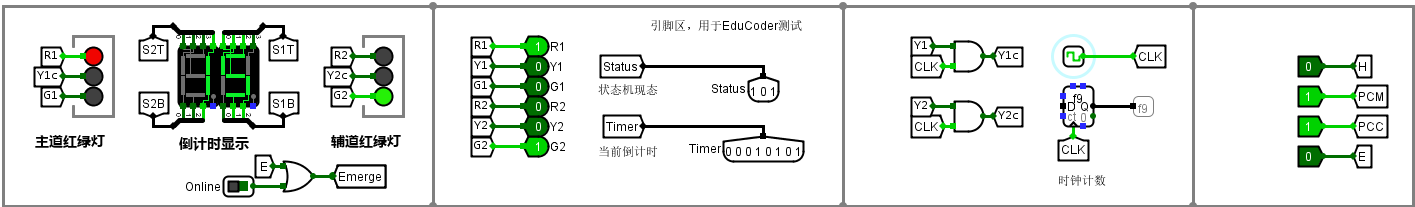 S2T
S1T
R1
Y1c
G1
S2B
S1B
R2
Y2c
G2
主道红绿灯
倒计时显示
辅道红绿灯
E
Online
Emerge
引脚区，用于EduCoder测试
R1 1 R1
Y1 0 Y1
G1 0 G1
R2 0 R2
Y2 0 Y2
G2 1 G2
Status
状态机现态
Status 1 0 1
Timer
当前倒计时
Timer 0 0 0 1 0 1 0 1
Y1
CLK
Y1c
Y2
CLK
Y2c
CLK
f9
D Q
ct 0
f9
CLK
时钟计数
0 H
1 PCM
1 PCC
0 E